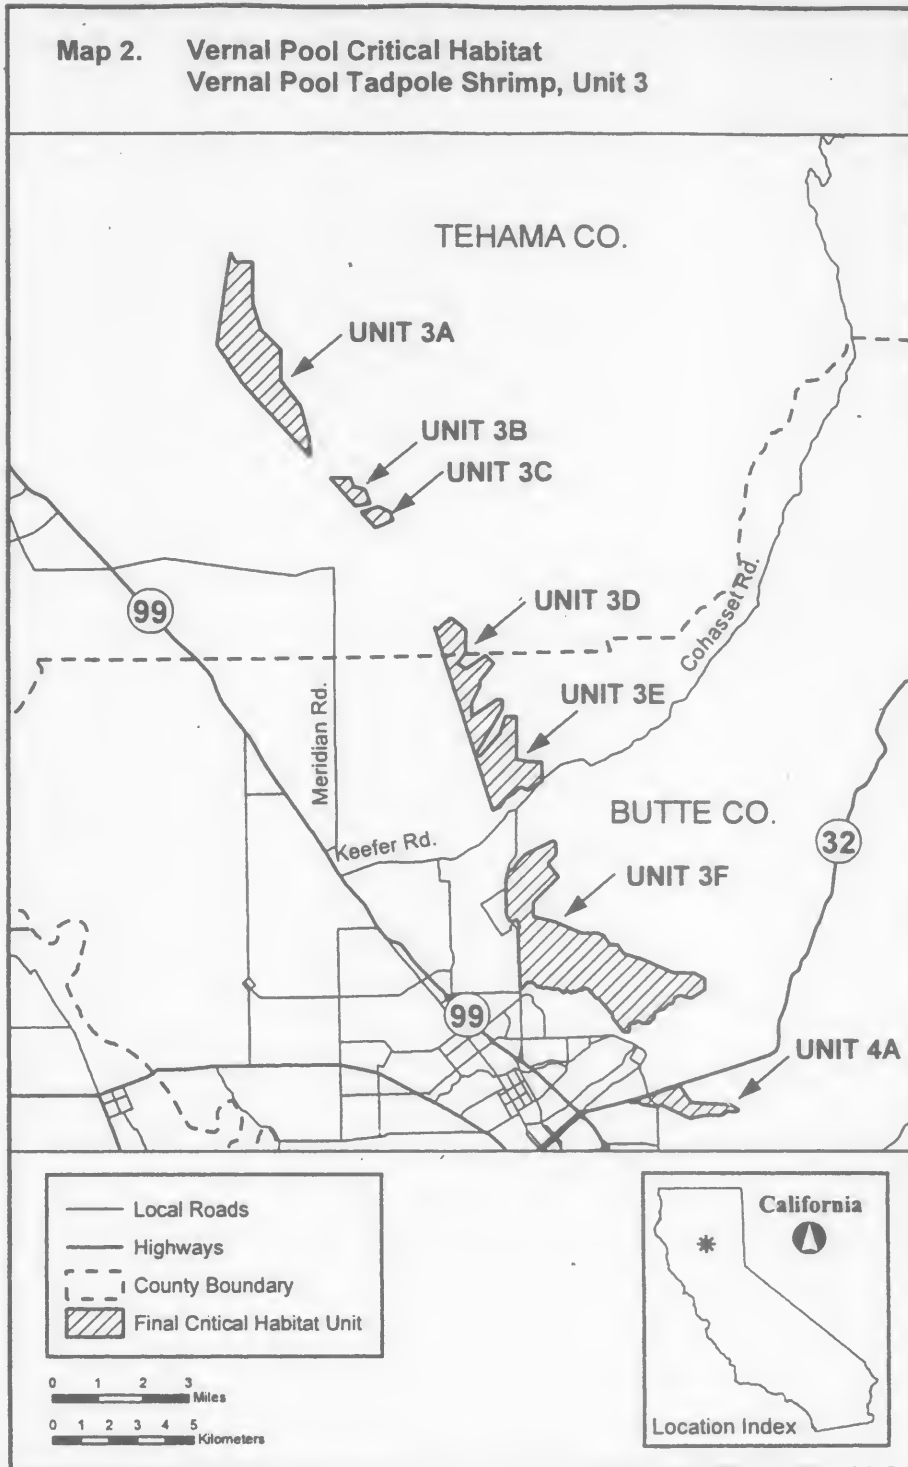 Map 2. Vernal Pool Critical Habitat
Vernal Pool Tadpole Shrimp, Unit 3
TEHAMA CO.
UNIT 3A
UNIT 3B
UNIT 3C
99
UNIT 3D
Cohasset Rd.
UNIT 3E
Meridian Rd.
BUTTE CO.
32
Keefer Rd.
UNIT 3F
99
UNIT 4A
Local Roads
Highways
County Boundary
Final Critical Habitat Unit
0 1 2 3
Miles
0 1 2 3 4 5
Kilometers
California
Location Index